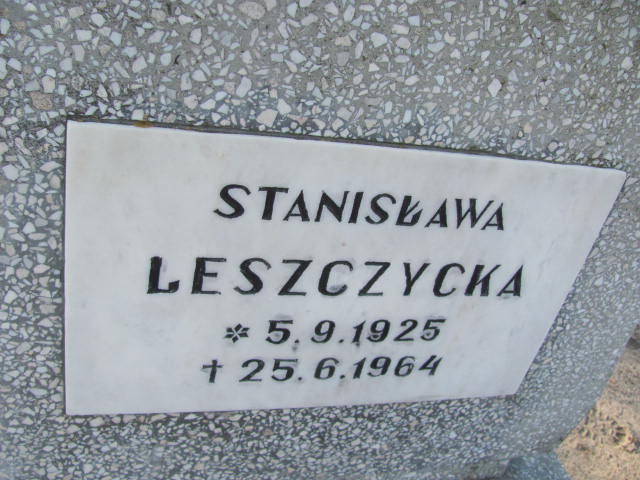 STANISŁAWA
LESZCZYCKA
* 5.9.1925
† 25.6.1964